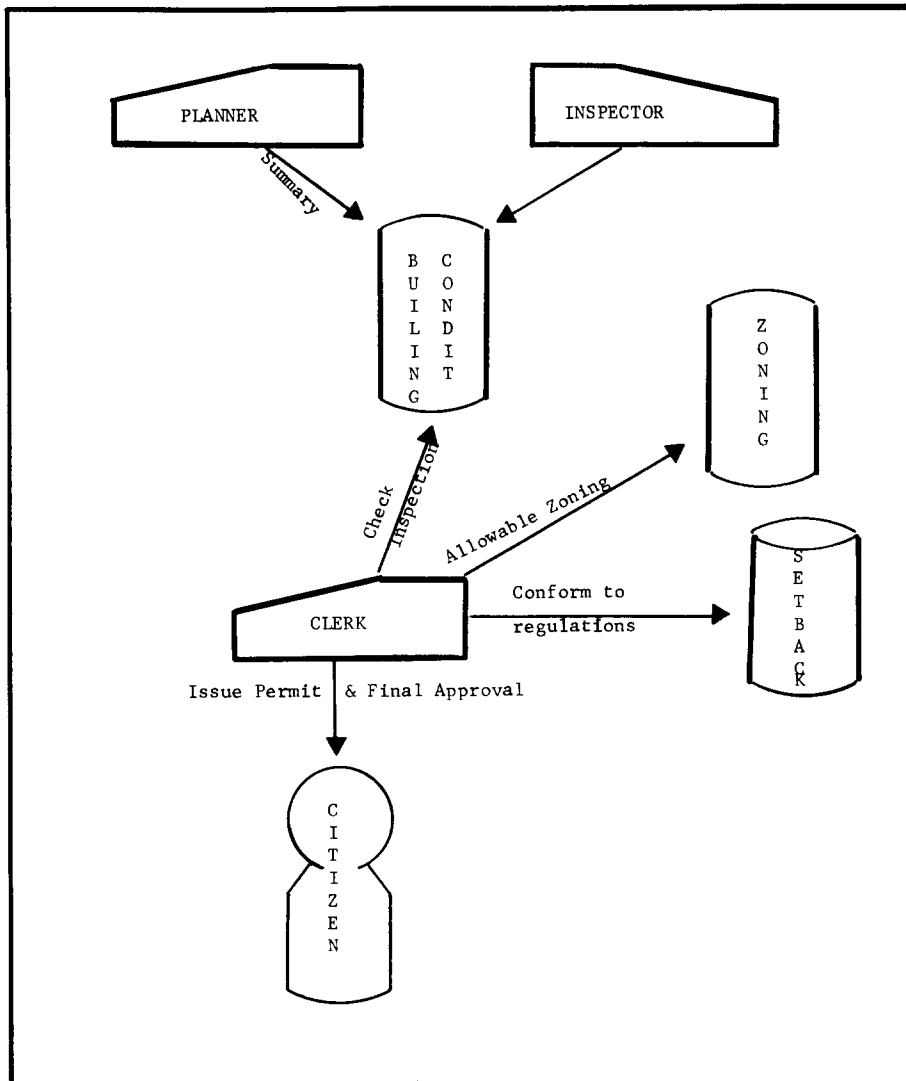 PLANNER
INSPECTOR
Summary
BUILING
CONDIT
ZONING
Check
Inspection
Allowable Zoning
SETBACK
Conform to
regulations
CLERK
Issue Permit & Final Approval
CITIZEN